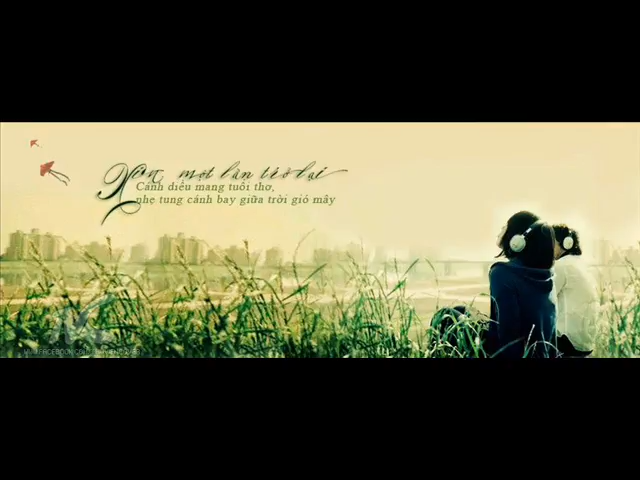 Xin một lần trở lại
Cánh diều mang tuổi thơ,
nhẹ tung cánh bay giữa trời gió mây